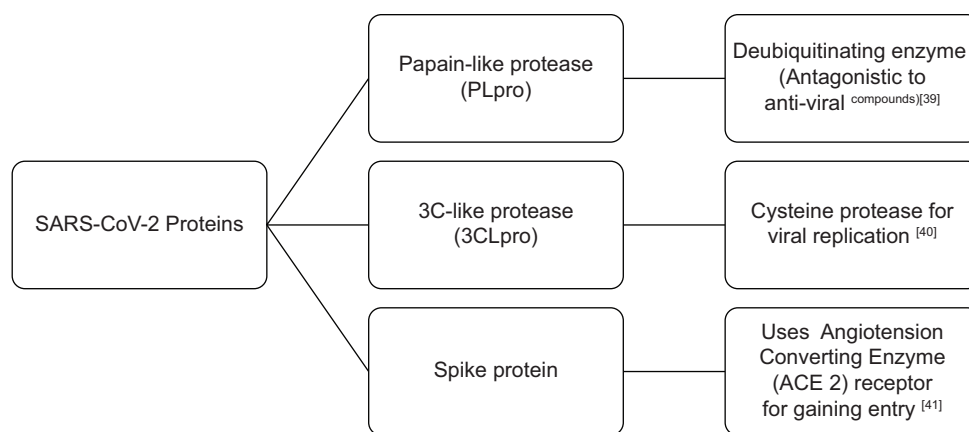 Papain-like protease
(PLpro)
Deubiquitinating enzyme
(Antagonistic to
anti-viral compounds)[39]
SARS-CoV-2 Proteins
3C-like protease
(3CLpro)
Cysteine protease for
viral replication [40]
Spike protein
Uses Angiotension
Converting Enzyme
(ACE 2) receptor
for gaining entry [41]